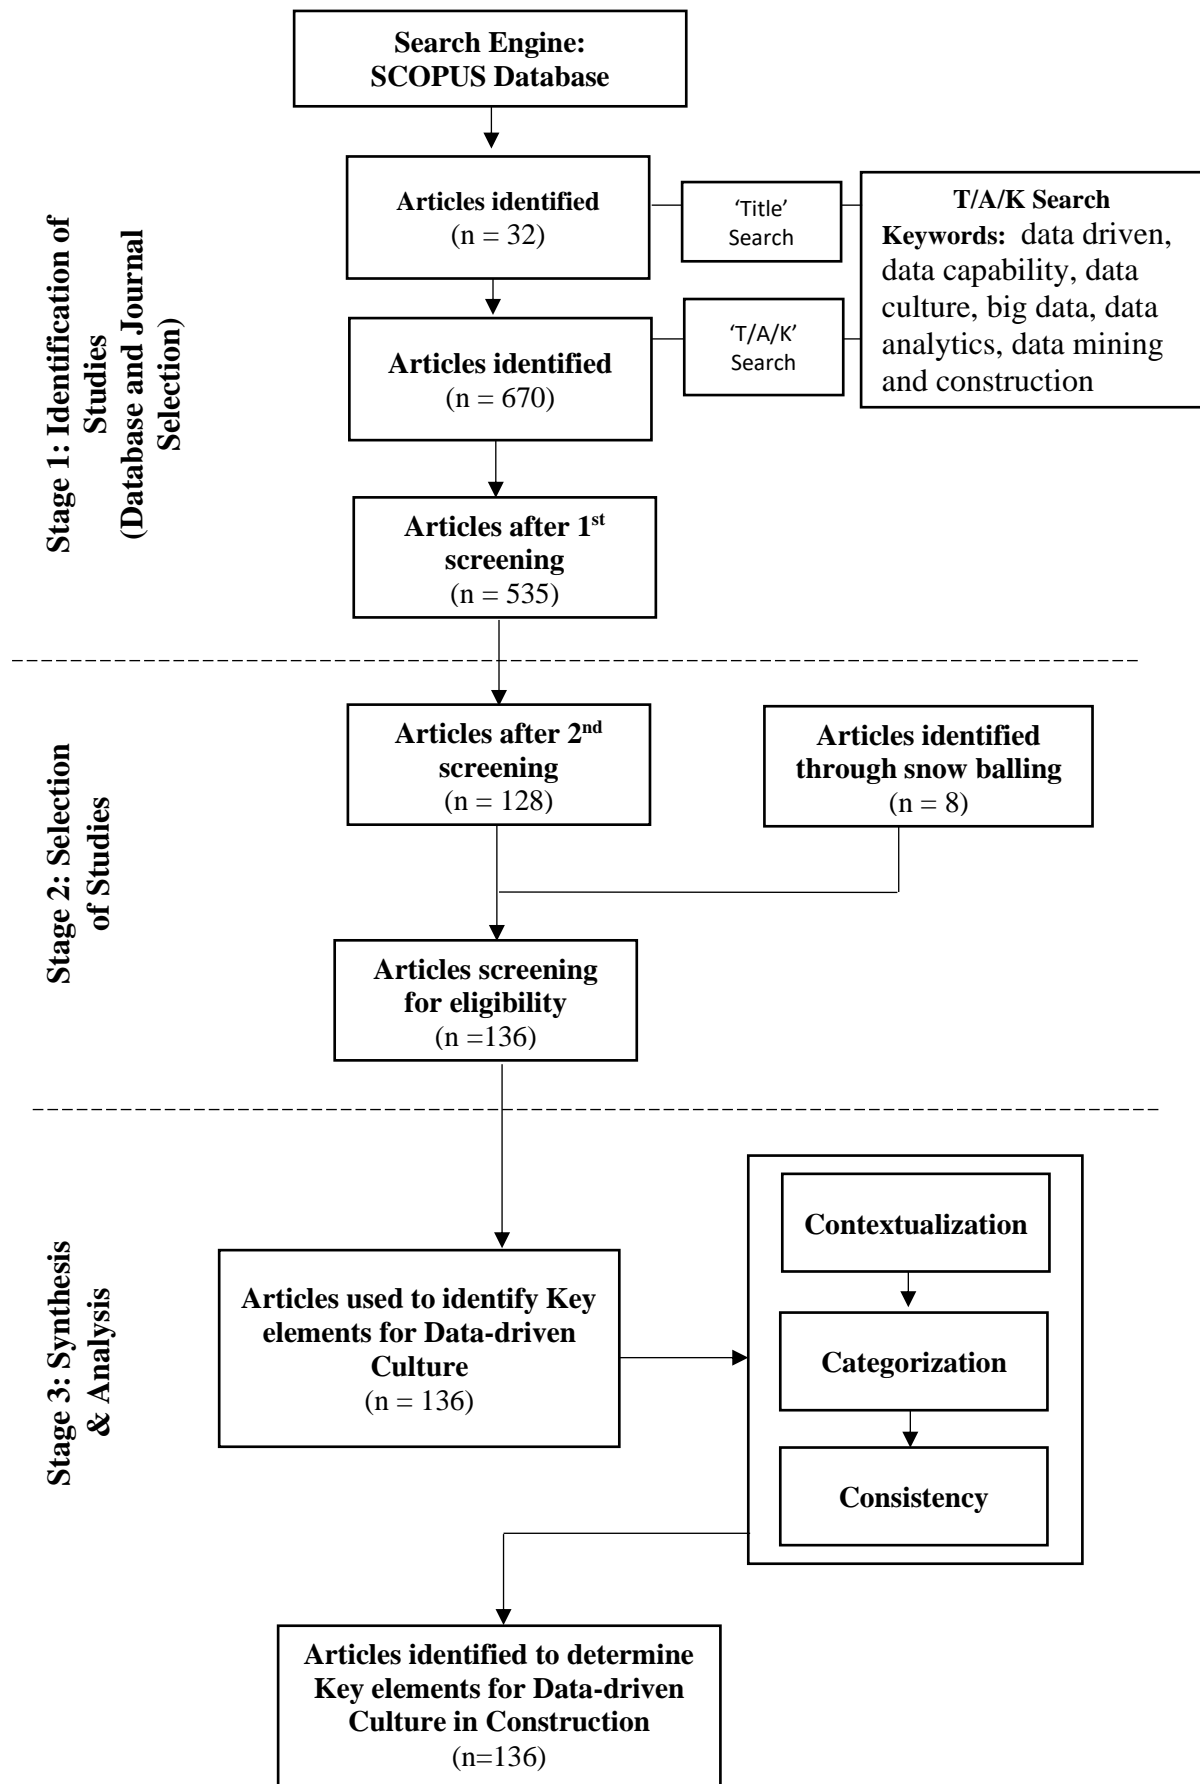 Search Engine:
SCOPUS Database
Stage 1: Identification of
Studies
(Database and Journal
Selection)
Articles identified
(n = 32)
‘Title’
Search
T/A/K Search
Keywords: data driven,
data capability, data
culture, big data, data
analytics, data mining
and construction
Articles identified
(n = 670)
‘T/A/K’
Search
Articles after 1st
screening
(n = 535)
Stage 2: Selection
of Studies
Articles after 2nd
screening
(n = 128)
Articles identified
through snow balling
(n = 8)
Articles screening
for eligibility
(n =136)
Stage 3: Synthesis
& Analysis
Articles used to identify Key
elements for Data-driven
Culture
(n = 136)
Contextualization
Categorization
Consistency
Articles identified to determine
Key elements for Data-driven
Culture in Construction
(n=136)